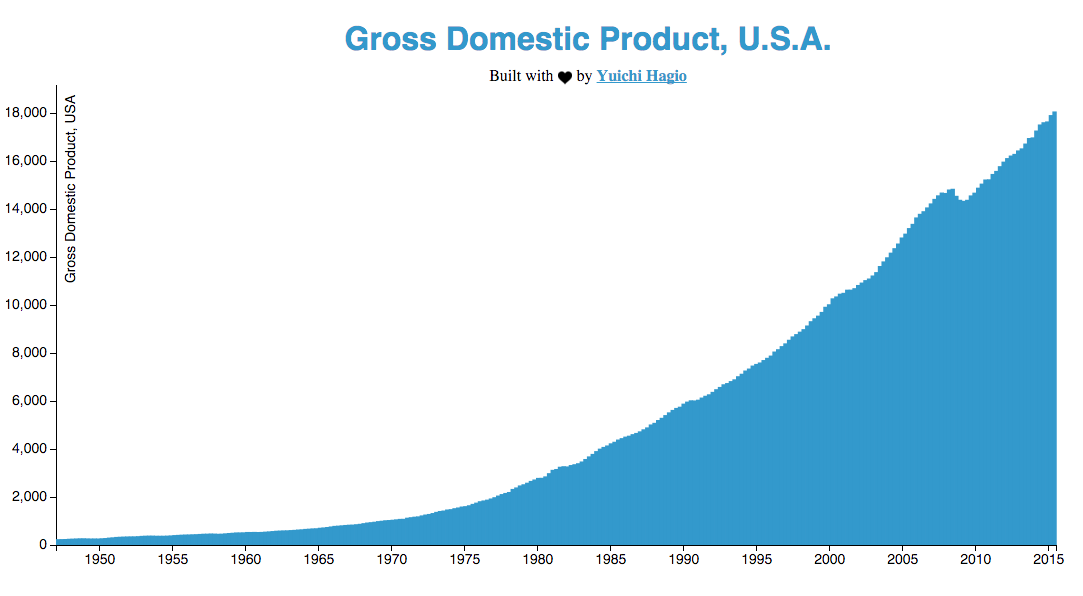 Gross Domestic Product, U.S.A.
Built with 🖤 by Yuichi Hagio
Gross Domestic Product, USA
18,000
16,000
14,000
12,000
10,000
8,000
6,000
4,000
2,000
0
1950 1955 1960 1965 1970 1975 1980 1985 1990 1995 2000 2005 2010 2015